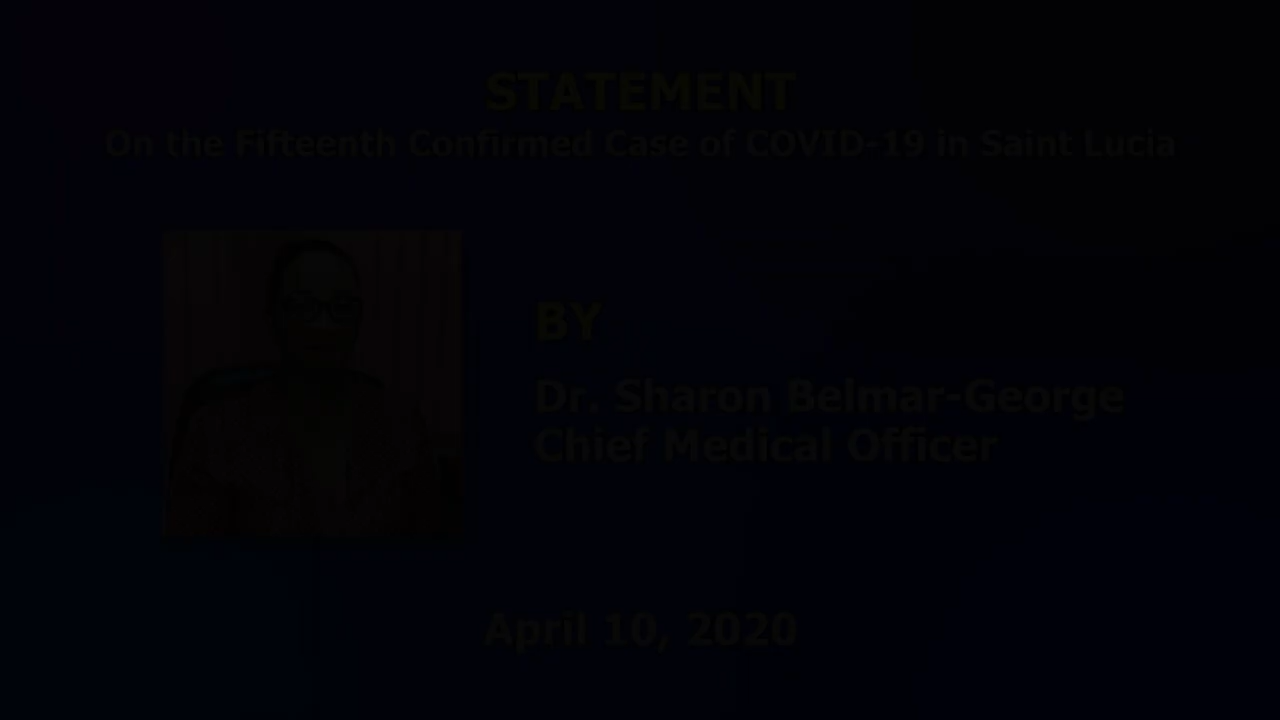 STATEMENT
On the Fifteenth Confirmed Case of COVID-19 in Saint Lucia
BY
Dr. Sharon Belmar-George
Chief Medical Officer
April 10, 2020